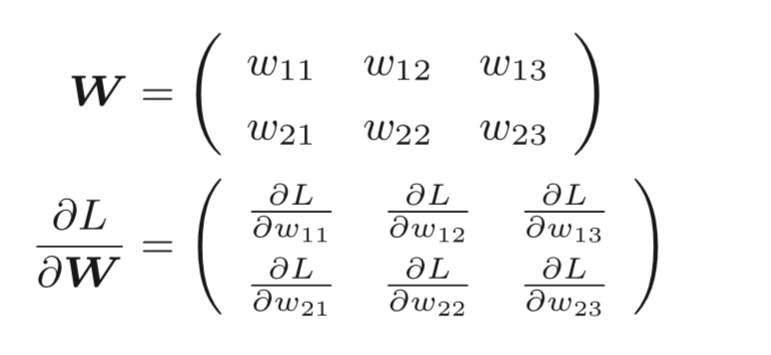 W = ( w₁₁ w₁₂ w₁₃
w₂₁ w₂₂ w₂₃ )
∂L/∂W = ( ∂L/∂w₁₁ ∂L/∂w₁₂ ∂L/∂w₁₃
∂L/∂w₂₁ ∂L/∂w₂₂ ∂L/∂w₂₃ )